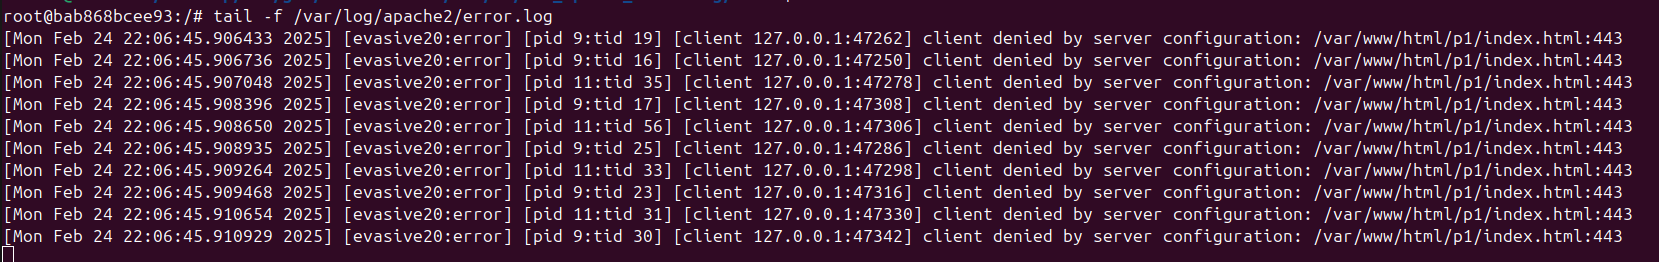 root@bab868bcee93:/# tail -f /var/log/apache2/error.log
[Mon Feb 24 22:06:45.906433 2025] [evasive20:error] [pid 9:tid 19] [client 127.0.0.1:47262] client denied by server configuration: /var/www/html/p1/index.html:443
[Mon Feb 24 22:06:45.906736 2025] [evasive20:error] [pid 9:tid 16] [client 127.0.0.1:47250] client denied by server configuration: /var/www/html/p1/index.html:443
[Mon Feb 24 22:06:45.907048 2025] [evasive20:error] [pid 11:tid 35] [client 127.0.0.1:47278] client denied by server configuration: /var/www/html/p1/index.html:443
[Mon Feb 24 22:06:45.908396 2025] [evasive20:error] [pid 9:tid 17] [client 127.0.0.1:47308] client denied by server configuration: /var/www/html/p1/index.html:443
[Mon Feb 24 22:06:45.908650 2025] [evasive20:error] [pid 11:tid 56] [client 127.0.0.1:47306] client denied by server configuration: /var/www/html/p1/index.html:443
[Mon Feb 24 22:06:45.908935 2025] [evasive20:error] [pid 9:tid 25] [client 127.0.0.1:47286] client denied by server configuration: /var/www/html/p1/index.html:443
[Mon Feb 24 22:06:45.909264 2025] [evasive20:error] [pid 11:tid 33] [client 127.0.0.1:47298] client denied by server configuration: /var/www/html/p1/index.html:443
[Mon Feb 24 22:06:45.909468 2025] [evasive20:error] [pid 9:tid 23] [client 127.0.0.1:47316] client denied by server configuration: /var/www/html/p1/index.html:443
[Mon Feb 24 22:06:45.910654 2025] [evasive20:error] [pid 11:tid 31] [client 127.0.0.1:47330] client denied by server configuration: /var/www/html/p1/index.html:443
[Mon Feb 24 22:06:45.910929 2025] [evasive20:error] [pid 9:tid 30] [client 127.0.0.1:47342] client denied by server configuration: /var/www/html/p1/index.html:443